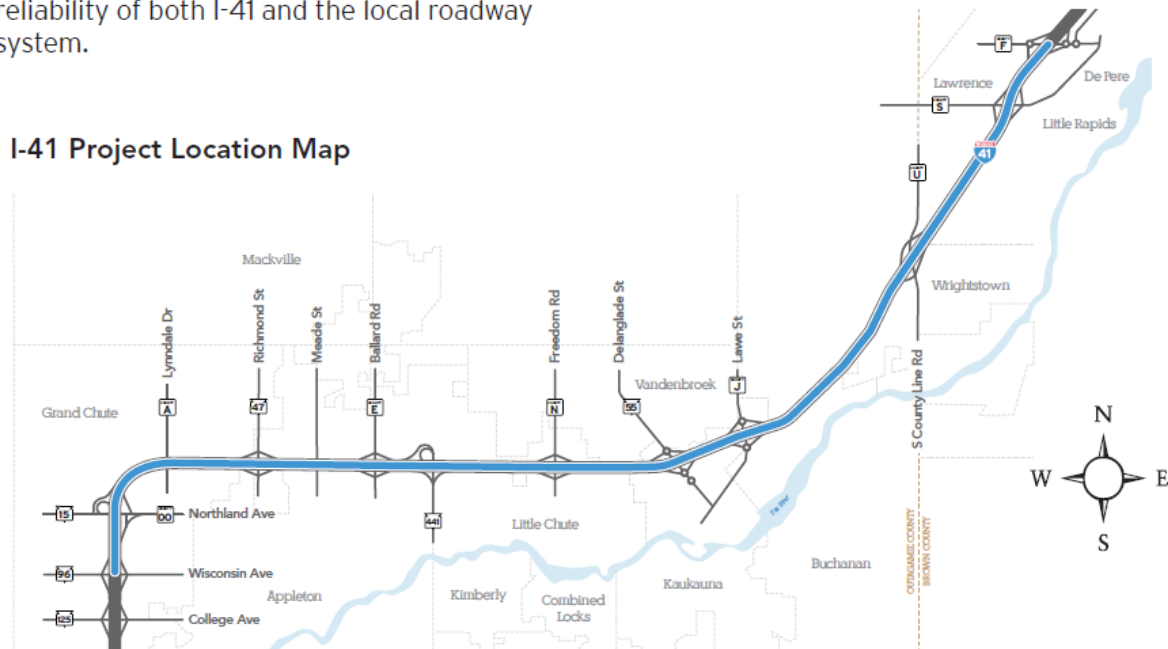 reliability of both I-41 and the local roadway
system.
I-41 Project Location Map
F
De Pere
Lawrence
S
Little Rapids
41
U
Mackville
Wrightstown
Lynndale Dr
Richmond St
Meade St
Ballard Rd
Freedom Rd
Delanglade St
Lawe St
S County Line Rd
Vandenbroek
J
Grand Chute
A
47
E
N
55
N
W
E
S
15
OO
Northland Ave
441
Little Chute
Fox River
OUTAGAMIE COUNTY
BROWN COUNTY
96
Wisconsin Ave
Buchanan
Appleton
Kimberly
Combined
Locks
Kaukauna
125
College Ave